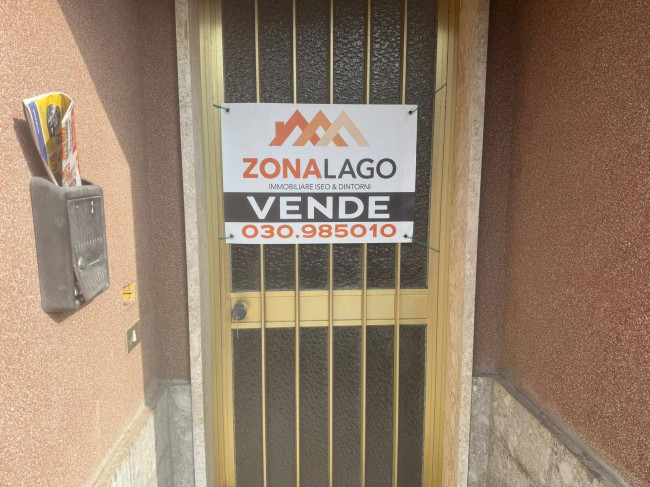 ZONALAGO
IMMOBILIARE ISEO & DINTORNI
VENDE
030.985010